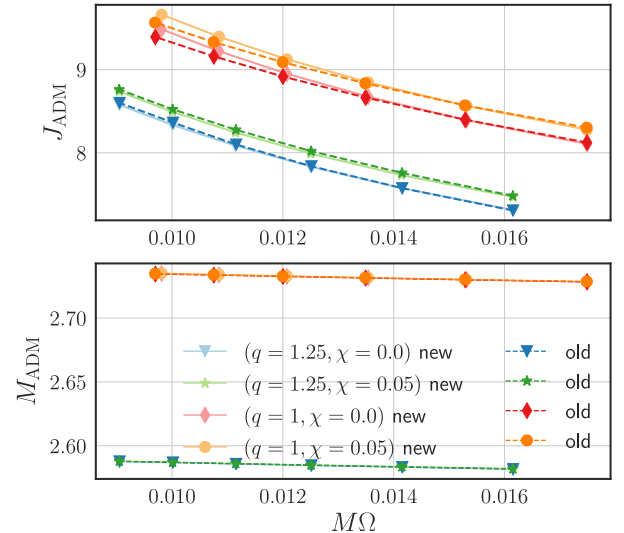 9
8
J_ADM
0.010 0.012 0.014 0.016
2.70
2.65
2.60
M_ADM
(q = 1.25, χ = 0.0) new
(q = 1.25, χ = 0.05) new
(q = 1, χ = 0.0) new
(q = 1, χ = 0.05) new
old
old
old
old
0.010 0.012 0.014 0.016
MΩ